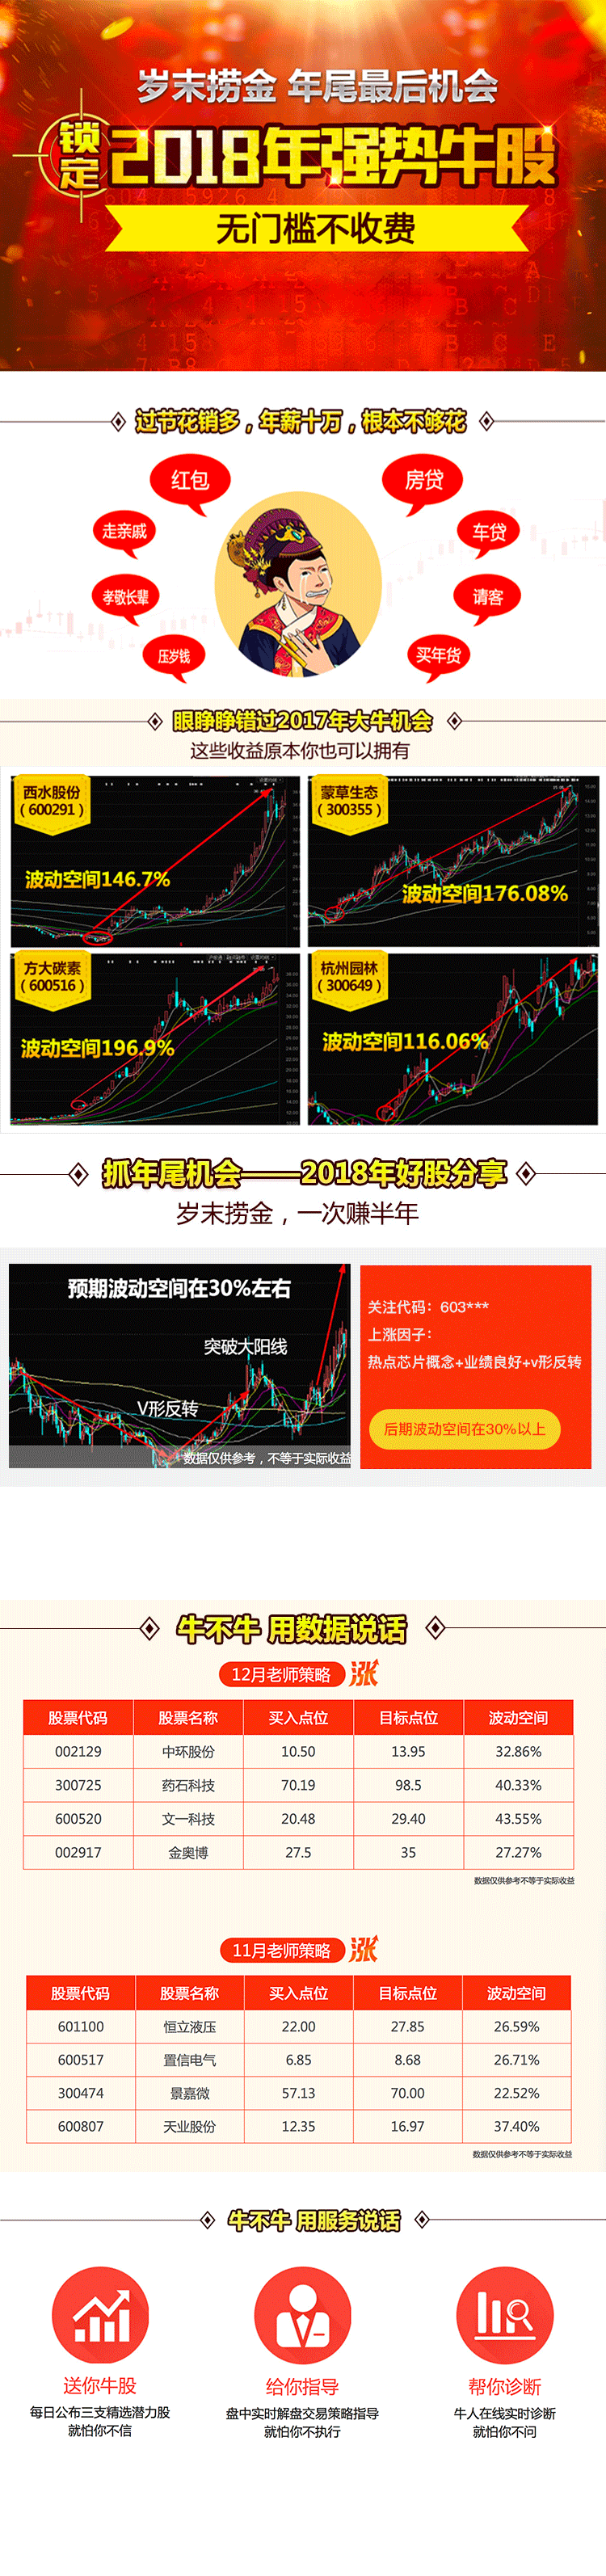 岁末捞金 年尾最后机会
锁定
2018年强势牛股
无门槛不收费
过节花销多，年薪十万，根本不够花
红包
房贷
走亲戚
车贷
孝敬长辈
请客
压岁钱
买年货
眼睁睁错过2017年大牛机会
这些收益原本你也可以拥有
西水股份
（600291）
波动空间146.7%
蒙草生态
（300355）
波动空间176.08%
方大碳素
（600516）
波动空间196.9%
杭州园林
（300649）
波动空间116.06%
抓年尾机会——2018年好股分享
岁末捞金，一次赚半年
预期波动空间在30%左右
突破大阳线
V形反转
数据仅供参考，不等于实际收益
关注代码：603***
上涨因子：
热点芯片概念+业绩良好+v形反转
后期波动空间在30%以上
牛不牛 用数据说话
12月老师策略 涨
股票代码 股票名称 买入点位 目标点位 波动空间
002129 中环股份 10.50 13.95 32.86%
300725 药石科技 70.19 98.5 40.33%
600520 文一科技 20.48 29.40 43.55%
002917 金奥博 27.5 35 27.27%
数据仅供参考不等于实际收益
11月老师策略 涨
股票代码 股票名称 买入点位 目标点位 波动空间
601100 恒立液压 22.00 27.85 26.59%
600517 置信电气 6.85 8.68 26.71%
300474 景嘉微 57.13 70.00 22.52%
600807 天业股份 12.35 16.97 37.40%
数据仅供参考不等于实际收益
牛不牛 用服务说话
送你牛股
每日公布三支精选潜力股
就怕你不信
给你指导
盘中实时解盘交易策略指导
就怕你不执行
帮你诊断
牛人在线实时诊断
就怕你不问